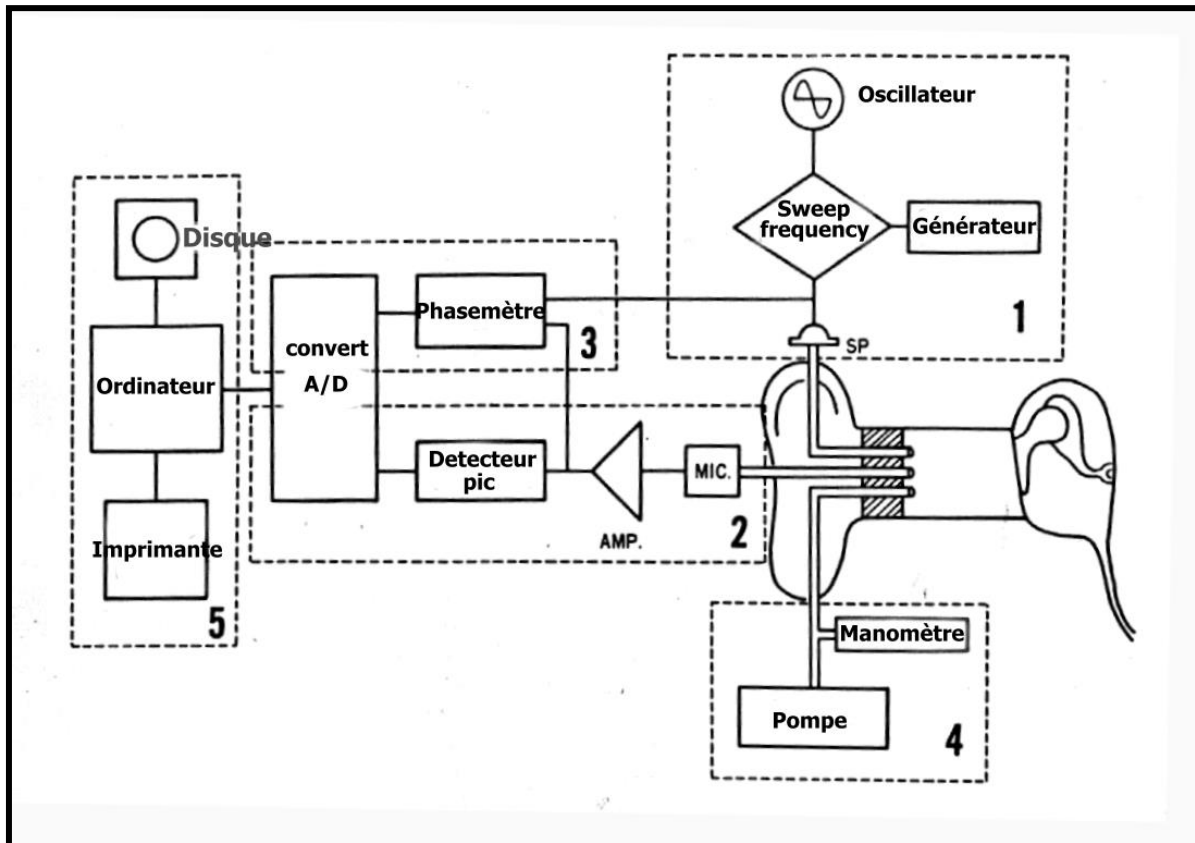 Oscillateur
Sweep
frequency
Générateur
1
SP
Disque
Phasemètre
3
convert
A/D
Ordinateur
Detecteur
pic
MIC.
AMP.
2
Imprimante
5
Manomètre
Pompe
4